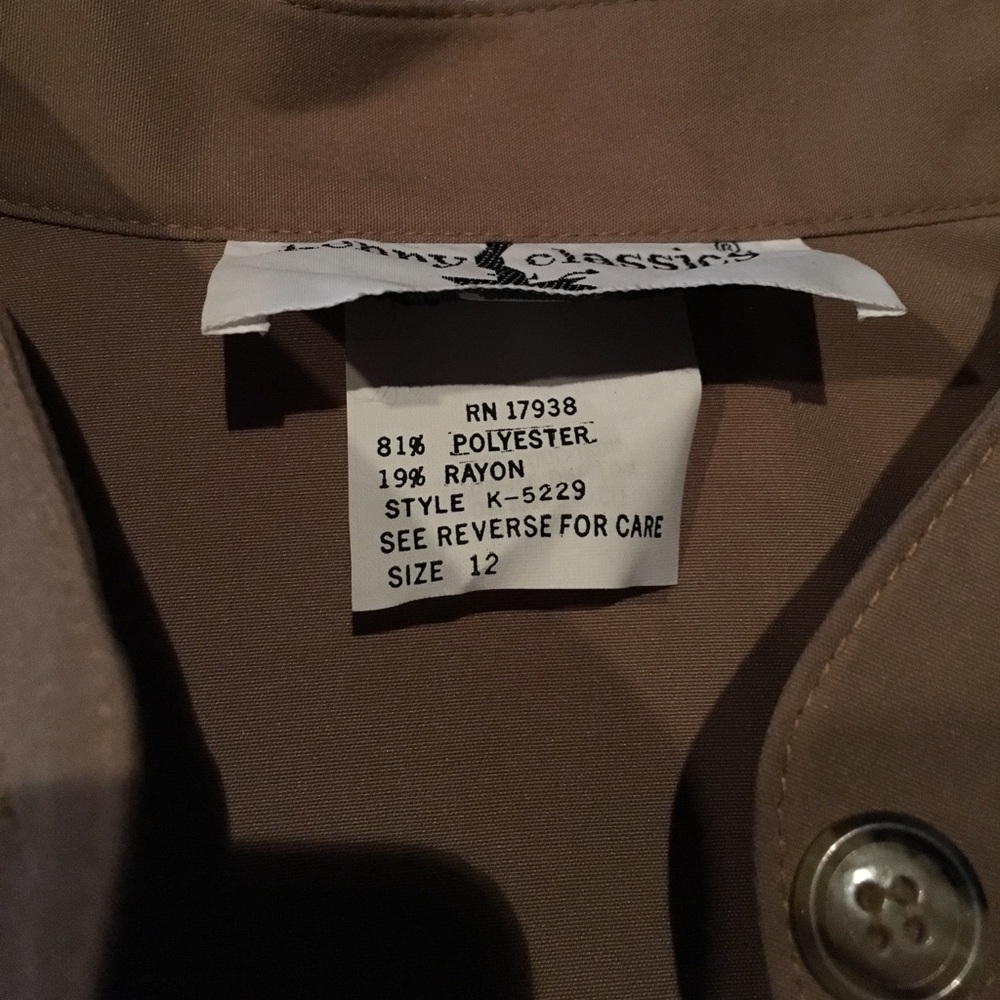 classics®
RN 17938
81% POLYESTER
19% RAYON
STYLE K-5229
SEE REVERSE FOR CARE
SIZE 12